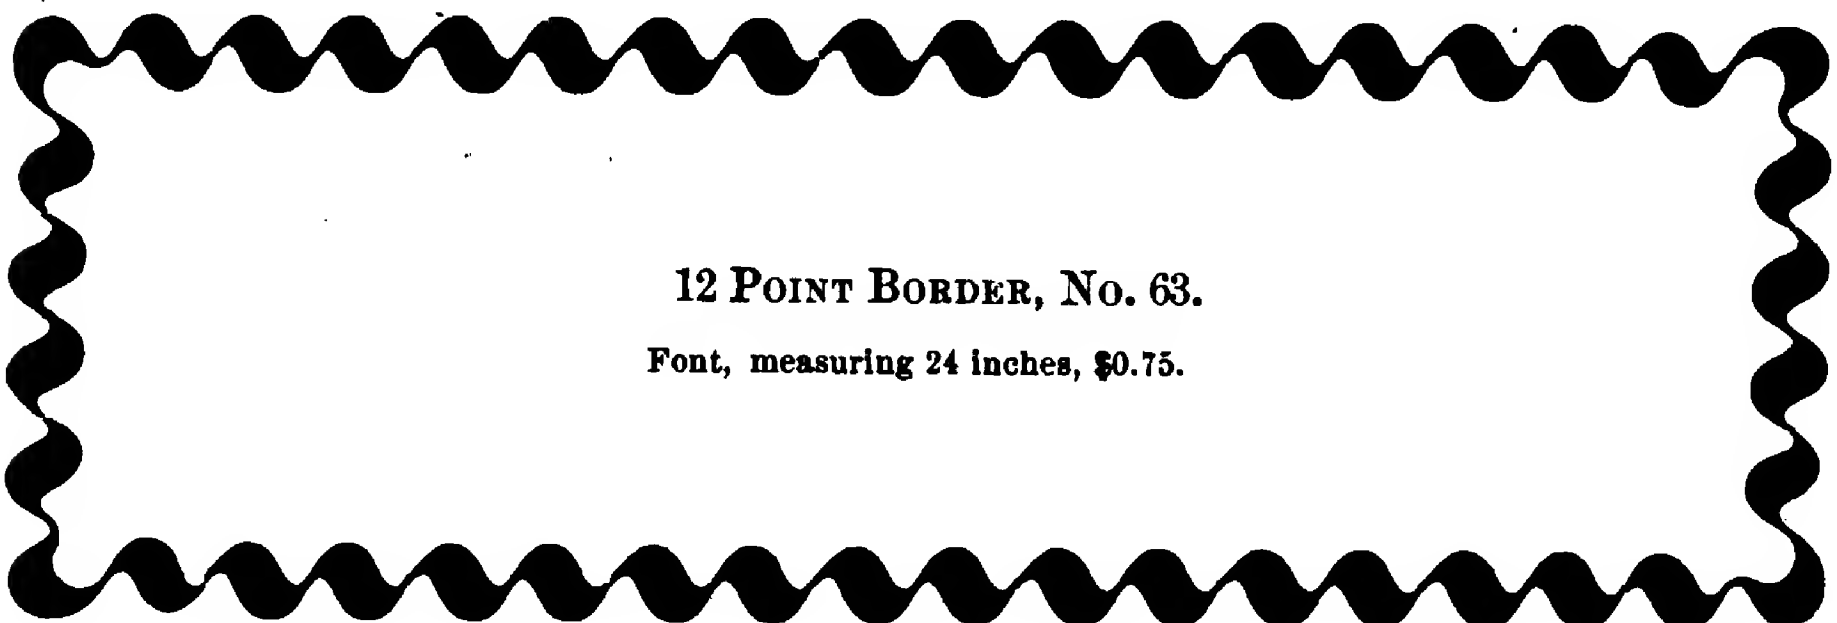 12 Point Border, No. 63.
Font, measuring 24 inches, $0.75.